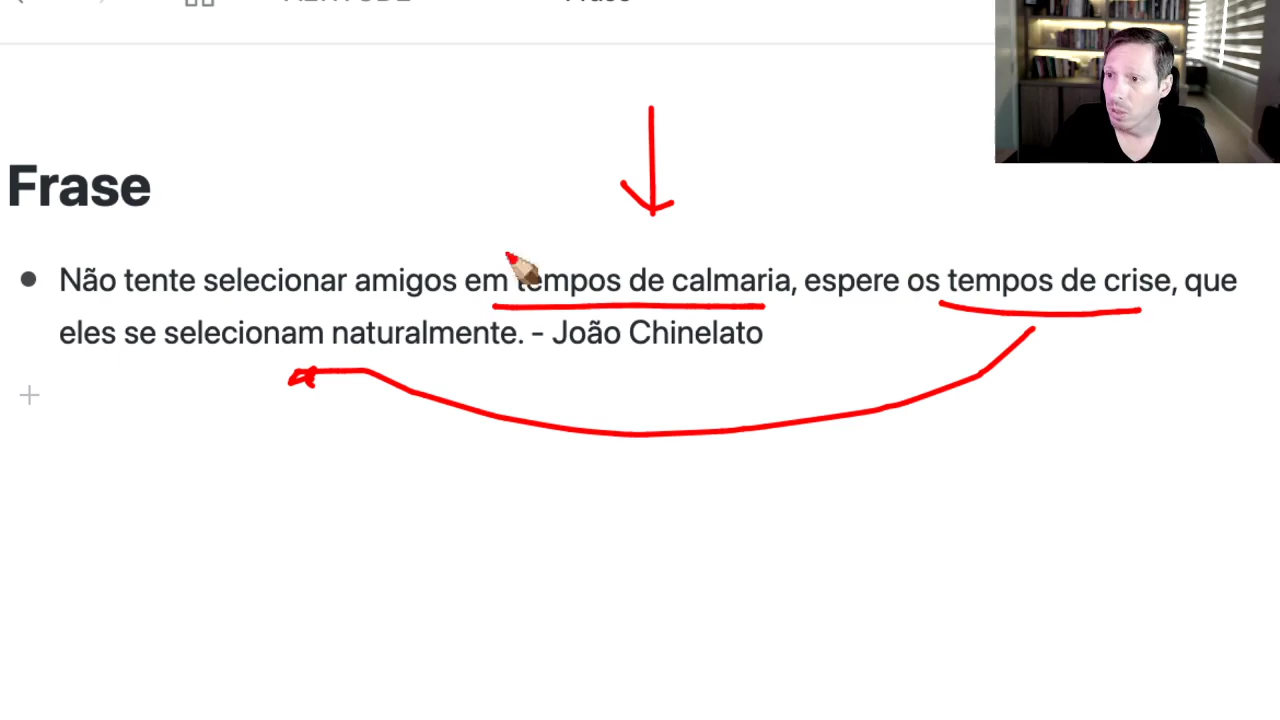 Frase
Não tente selecionar amigos em tempos de calmaria, espere os tempos de crise, que
eles se selecionam naturalmente. - João Chinelato